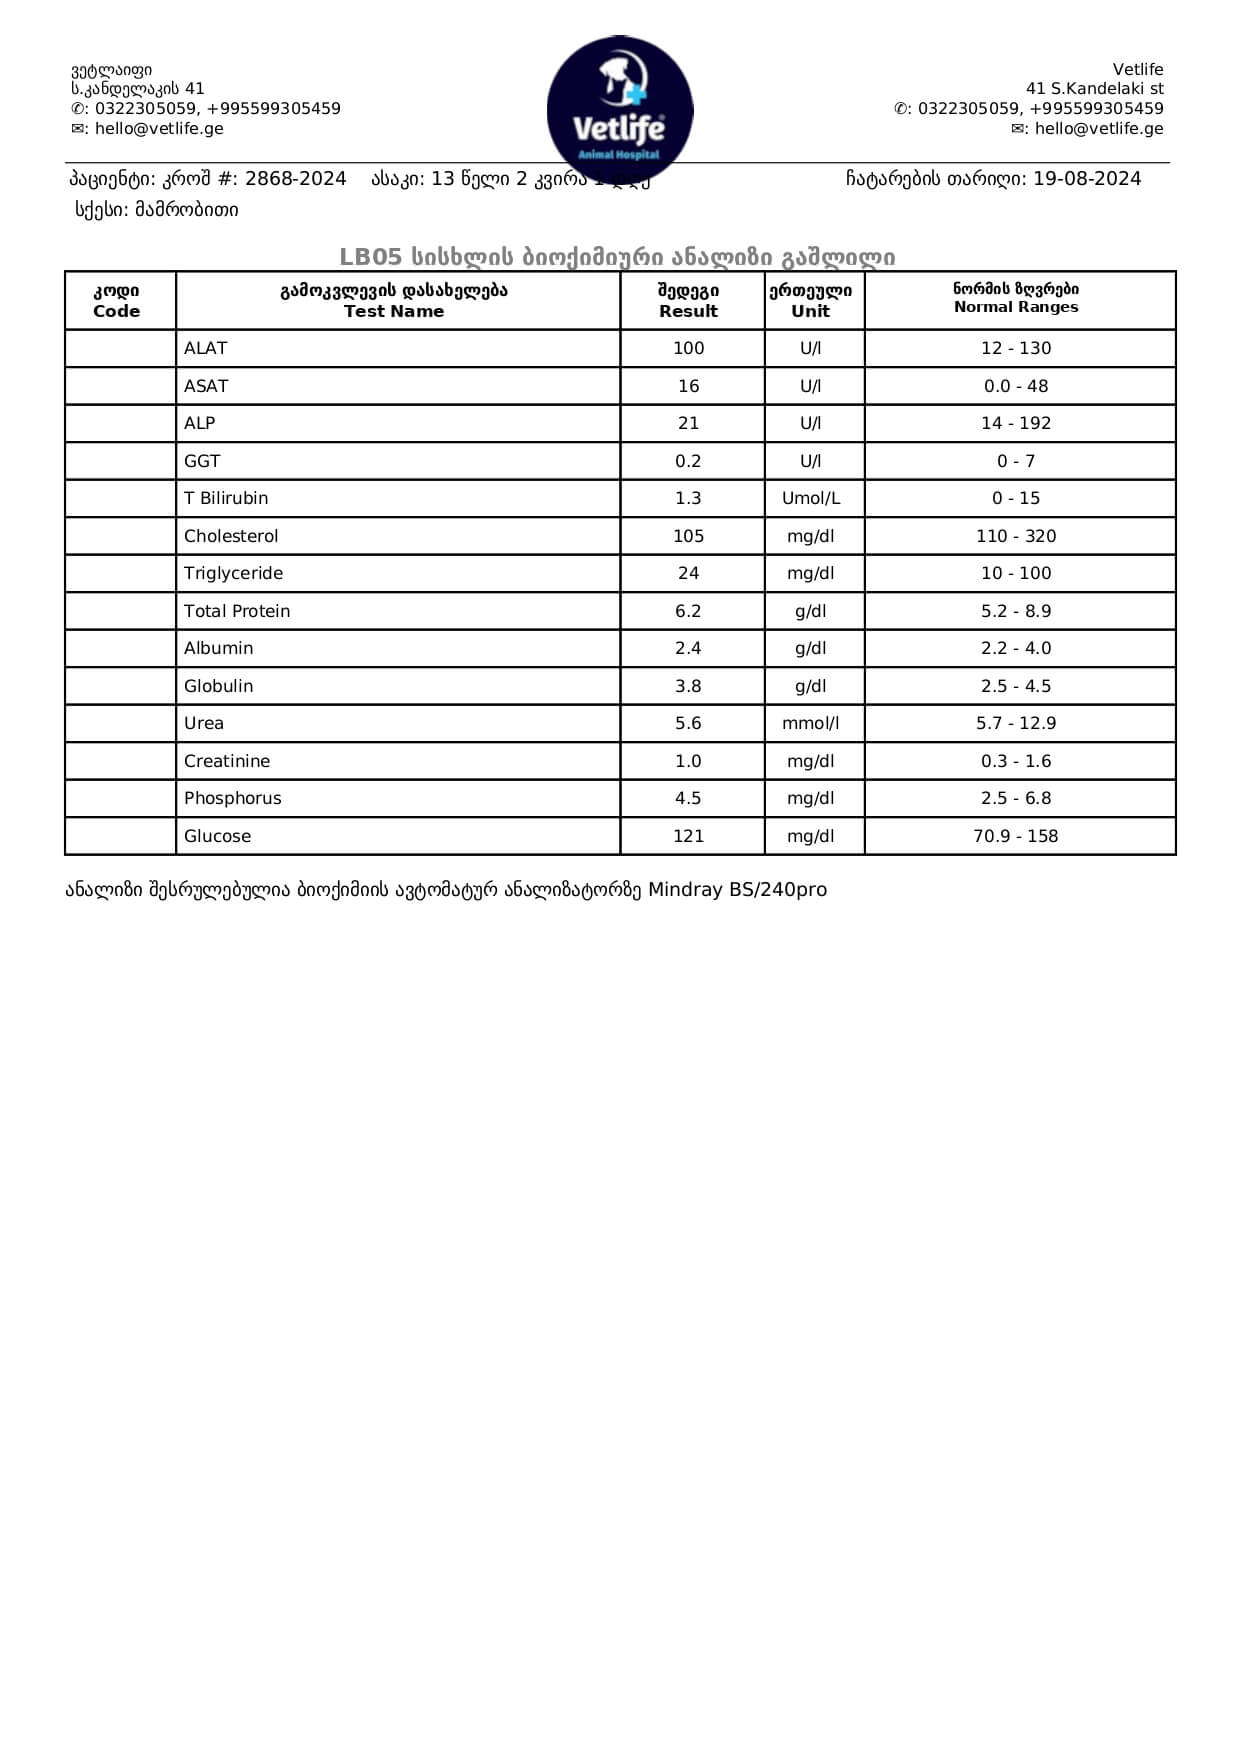 ვეტლაიფი
ს.კანდელაკის 41
✆: 0322305059, +995599305459
✉: hello@vetlife.ge
Vetlife
Animal Hospital
Vetlife
41 S.Kandelaki st
✆: 0322305059, +995599305459
✉: hello@vetlife.ge
პაციენტი: კროშ #: 2868-2024 ასაკი: 13 წელი 2 კვირა 1 დღე ჩატარების თარიღი: 19-08-2024
სქესი: მამრობითი
LB05 სისხლის ბიოქიმიური ანალიზი გაშლილი
კოდი გამოკვლევის დასახელება შედეგი ერთეული ნორმის ზღვრები
Code Test Name Result Unit Normal Ranges
ALAT 100 U/l 12 - 130
ASAT 16 U/l 0.0 - 48
ALP 21 U/l 14 - 192
GGT 0.2 U/l 0 - 7
T Bilirubin 1.3 Umol/L 0 - 15
Cholesterol 105 mg/dl 110 - 320
Triglyceride 24 mg/dl 10 - 100
Total Protein 6.2 g/dl 5.2 - 8.9
Albumin 2.4 g/dl 2.2 - 4.0
Globulin 3.8 g/dl 2.5 - 4.5
Urea 5.6 mmol/l 5.7 - 12.9
Creatinine 1.0 mg/dl 0.3 - 1.6
Phosphorus 4.5 mg/dl 2.5 - 6.8
Glucose 121 mg/dl 70.9 - 158
ანალიზი შესრულებულია ბიოქიმიის ავტომატურ ანალიზატორზე Mindray BS/240pro